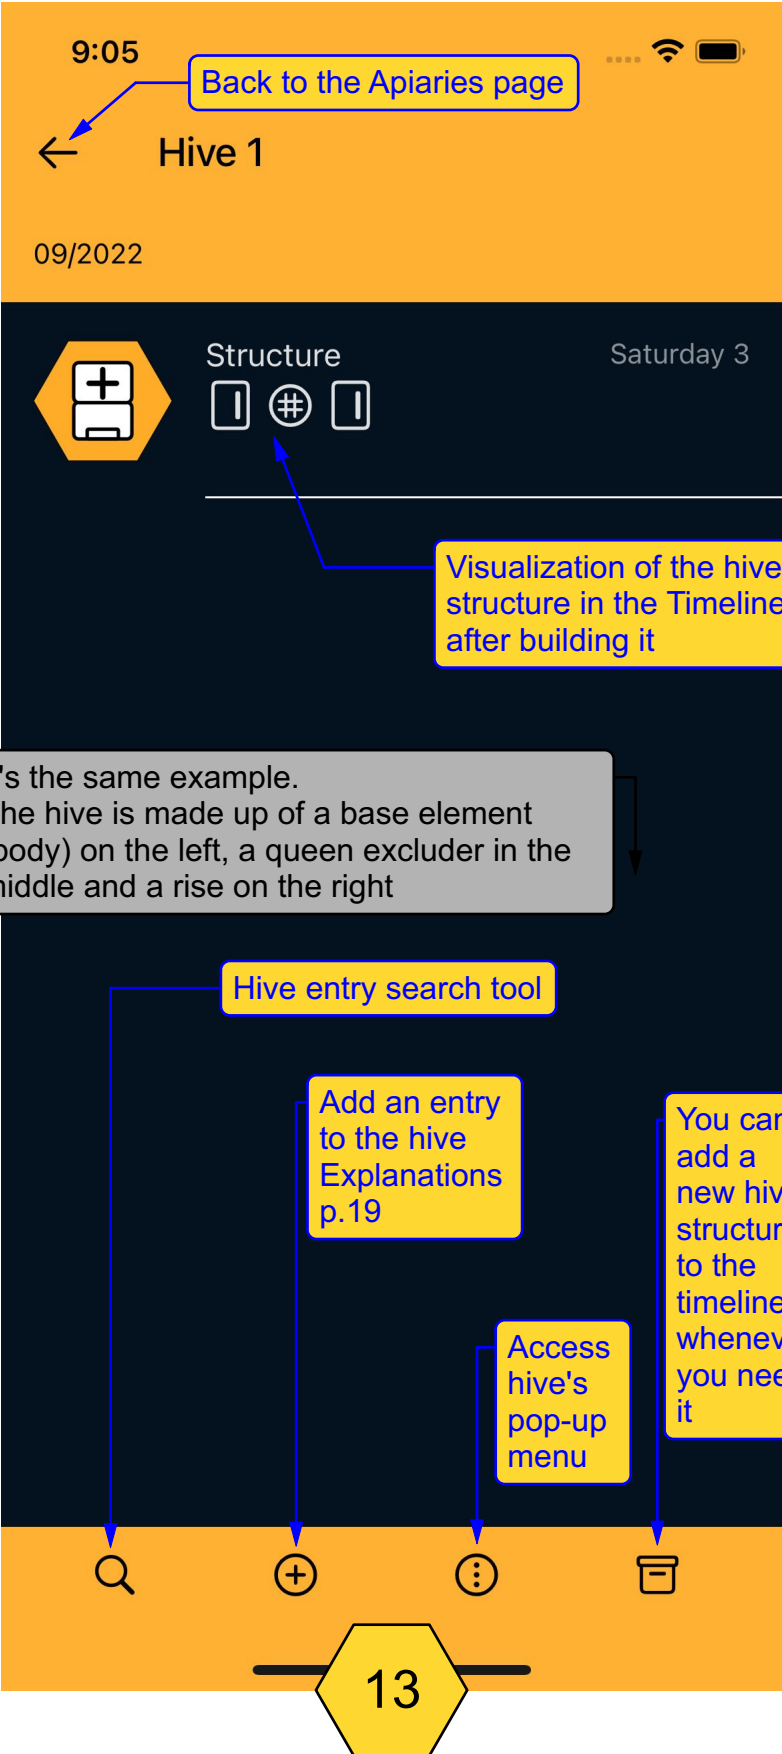 9:05
Back to the Apiaries page
Hive 1
09/2022
Structure
Saturday 3
Visualization of the hive
structure in the Timeline
after building it
's the same example.
he hive is made up of a base element
body) on the left, a queen excluder in the
middle and a rise on the right
Hive entry search tool
Add an entry
to the hive
Explanations
p.19
You can
add a
new hiv
structur
to the
timeline
whenev
you nee
it
Access
hive's
pop-up
menu
13